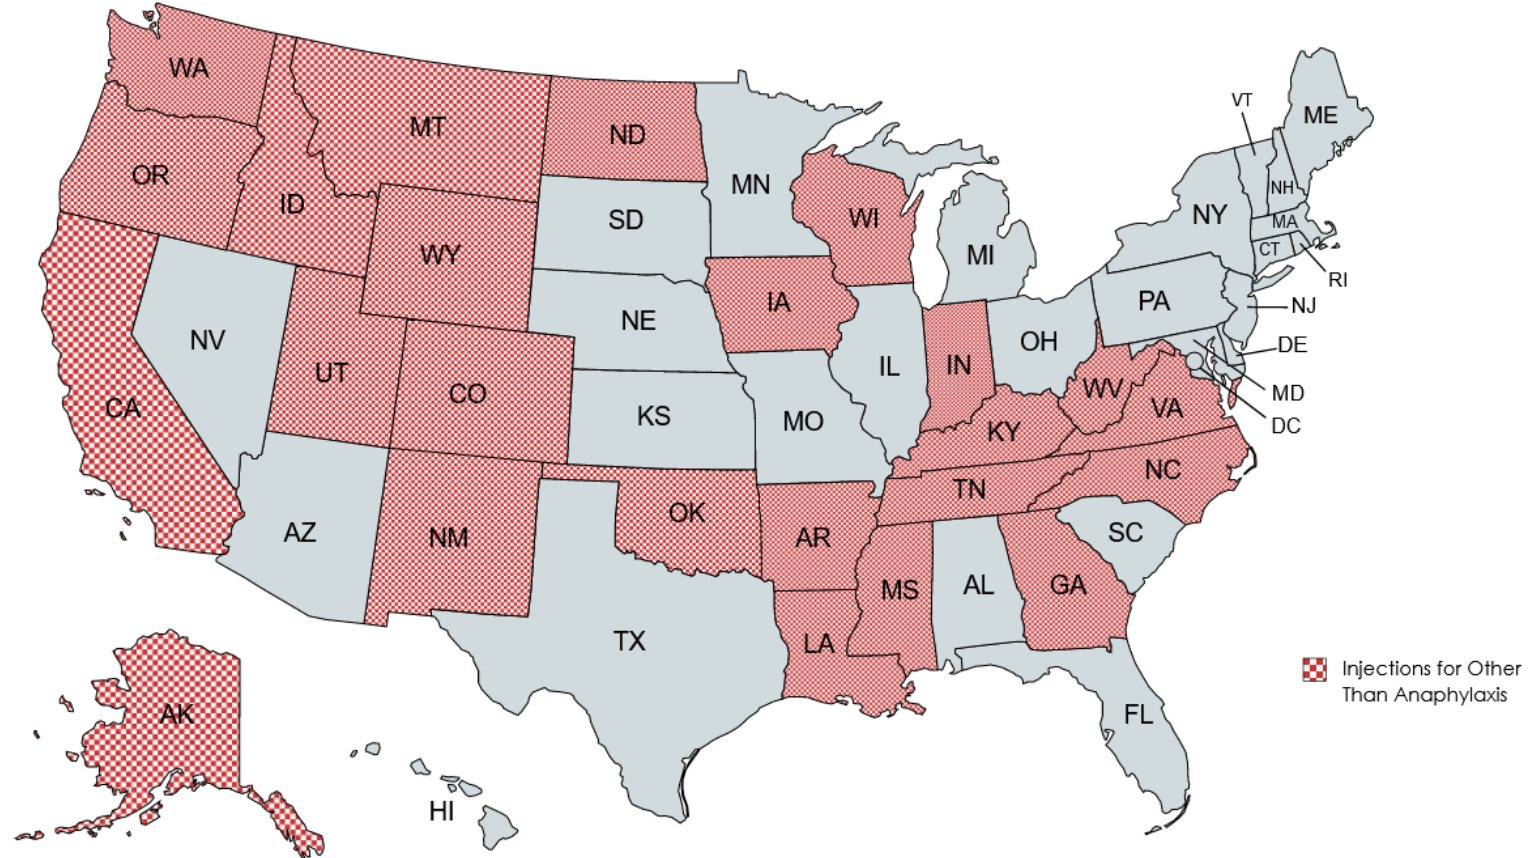 WA
MT
ND
OR
ID
WY
SD
MN
WI
MI
VT
ME
NH
NY
MA
CT
RI
NV
UT
CO
NE
IA
IL
IN
OH
PA
NJ
DE
MD
DC
CA
KS
MO
KY
WV
VA
AZ
NM
OK
AR
TN
NC
SC
TX
LA
MS
AL
GA
FL
AK
HI
Injections for Other
Than Anaphylaxis